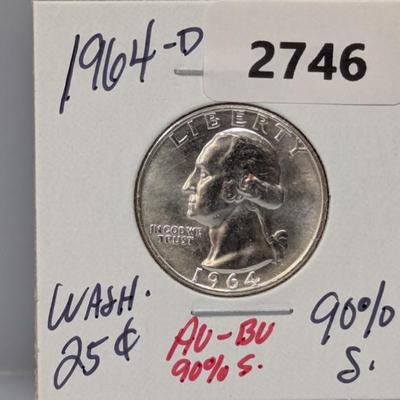 1964-D
2746
LIBERTY
IN GOD WE
TRUST
1964
WASH.
25¢
AU-BU
90% S.
90%
S.